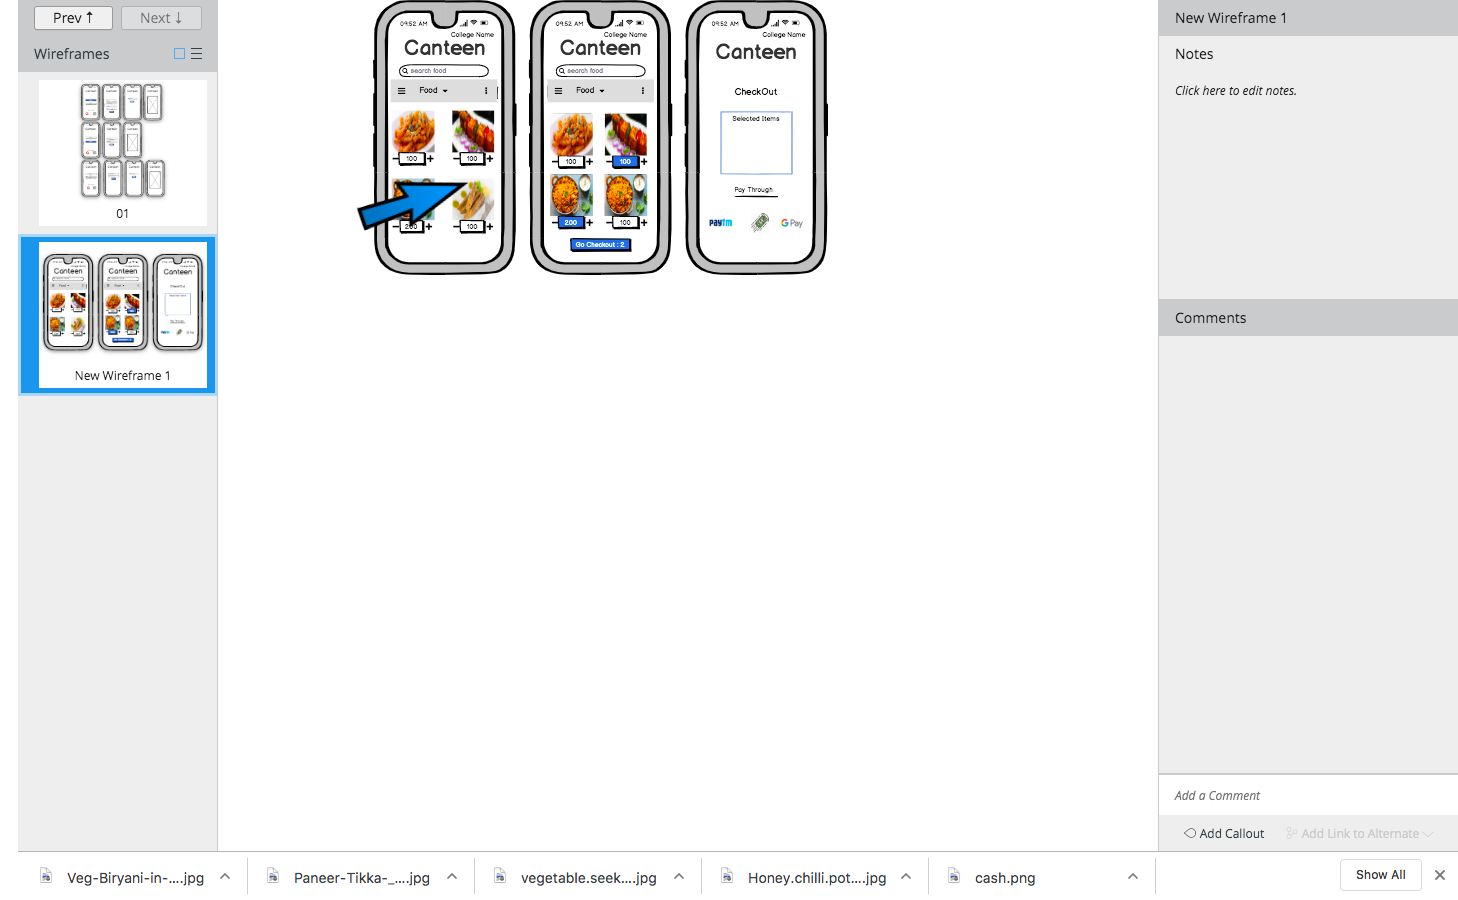 Prev ↑ Next ↓
Wireframes
01
New Wireframe 1
09:52 AM
College Name
Canteen
search food
Food
- 100 + - 100 +
- 200 + - 100 +
09:52 AM
College Name
Canteen
search food
Food
- 100 + - 100 +
- 200 + - 100 +
Go Checkout : 2
09:52 AM
College Name
Canteen
CheckOut
Selected Items
Pay Through
Paytm G Pay
New Wireframe 1
Notes
Click here to edit notes.
Comments
Add a Comment
Add Callout Add Link to Alternate
Veg-Biryani-in-....jpg Paneer-Tikka-_....jpg vegetable.seek....jpg Honey.chilli.pot....jpg cash.png Show All